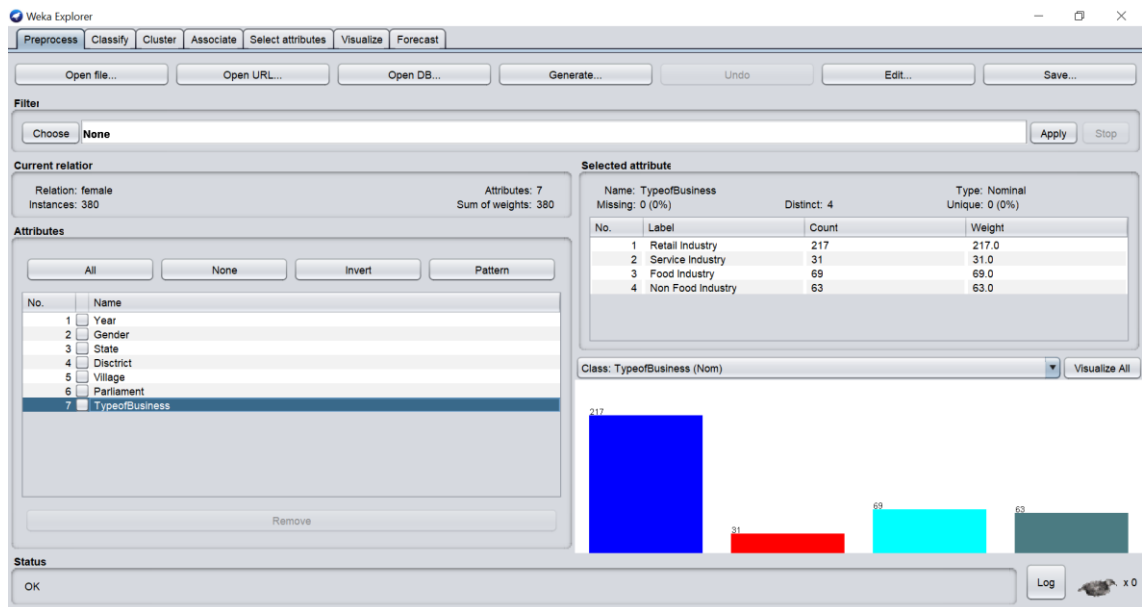 Weka Explorer
Preprocess Classify Cluster Associate Select attributes Visualize Forecast
Open file... Open URL... Open DB... Generate... Undo Edit... Save...
Filter
Choose None Apply Stop
Current relation
Relation: female Attributes: 7
Instances: 380 Sum of weights: 380
Attributes
All None Invert Pattern
No. Name
1 Year
2 Gender
3 State
4 Disctrict
5 Village
6 Parliament
7 TypeofBusiness
Remove
Selected attribute
Name: TypeofBusiness Type: Nominal
Missing: 0 (0%) Distinct: 4 Unique: 0 (0%)
No. Label Count Weight
1 Retail Industry 217 217.0
2 Service Industry 31 31.0
3 Food Industry 69 69.0
4 Non Food Industry 63 63.0
Class: TypeofBusiness (Nom) Visualize All
217
31
69
63
Status
OK
Log x 0